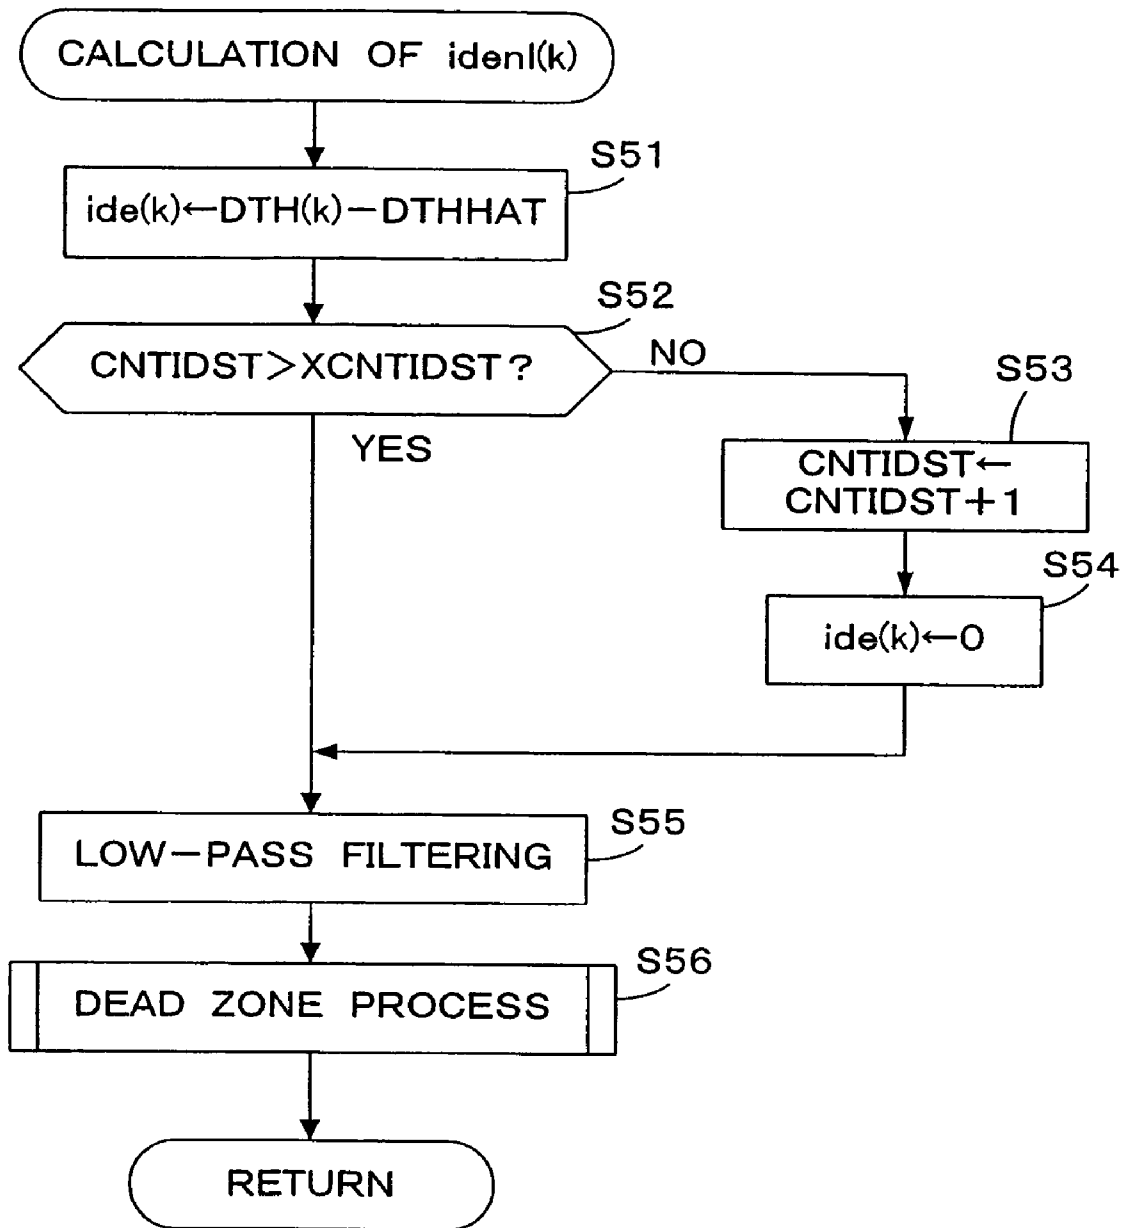 CALCULATION OF idenl(k)
S51
ide(k)←DTH(k)−DTHHAT
S52
CNTIDST>XCNTIDST?
NO
YES
S53
CNTIDST←
CNTIDST+1
S54
ide(k)←0
S55
LOW−PASS FILTERING
S56
DEAD ZONE PROCESS
RETURN